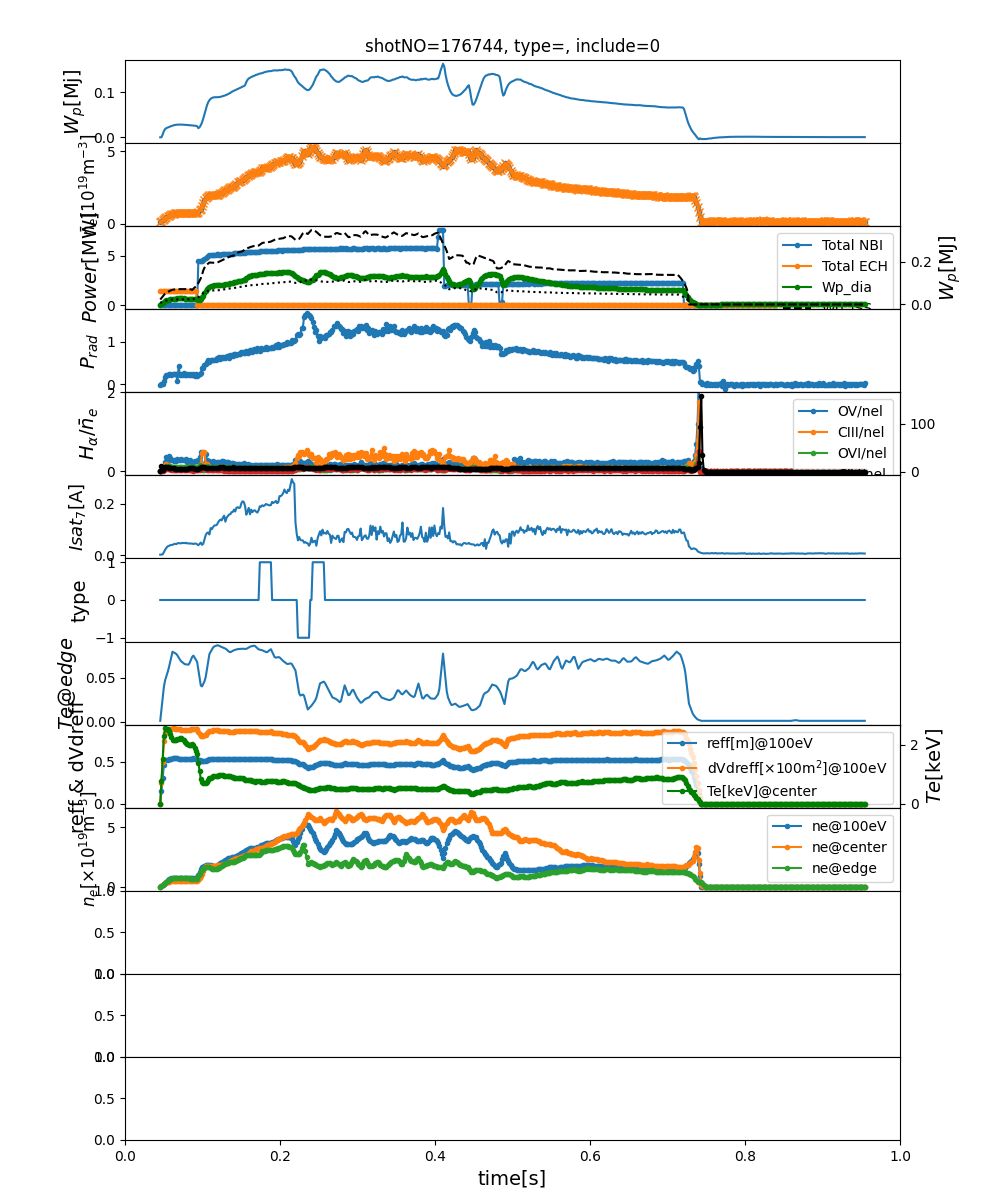 shotNO=176744, type=, include=0
W_p[Mj]
0.1
0.0
n̄_e[10^19 m^-3]
5
0
Power[MW]
5
0
Total NBI
Total ECH
Wp_dia
0.2
0.0
W_p[MJ]
P_rad
1
0
H_α/n̄_e
2
0
OV/nel
CIII/nel
OVI/nel
100
0
Isat_7[A]
0.2
0.0
type
1
0
−1
Te@edge
0.05
0.00
reff & dVdreff
0.5
0.0
reff[m]@100eV
dVdreff[×100m^2]@100eV
Te[keV]@center
2
0
Te[keV]
n_e[×10^19 m^-3]
5
0
ne@100eV
ne@center
ne@edge
1.0
0.5
0.0
1.0
0.5
0.0
1.0
0.5
0.0
0.0 0.2 0.4 0.6 0.8 1.0
time[s]